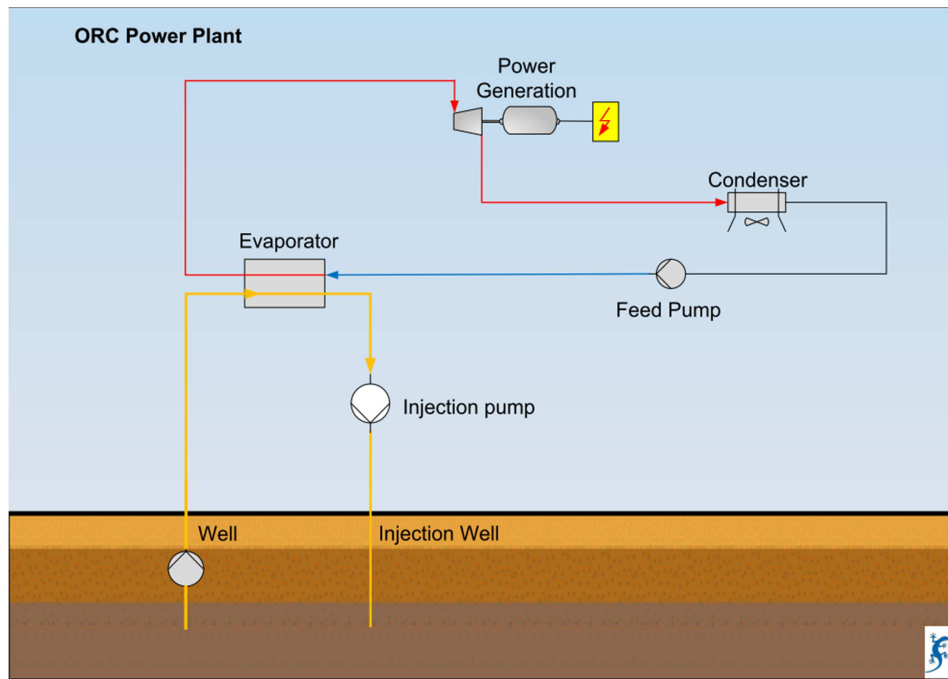 ORC Power Plant
Power
Generation
Condenser
Evaporator
Feed Pump
Injection pump
Well
Injection Well